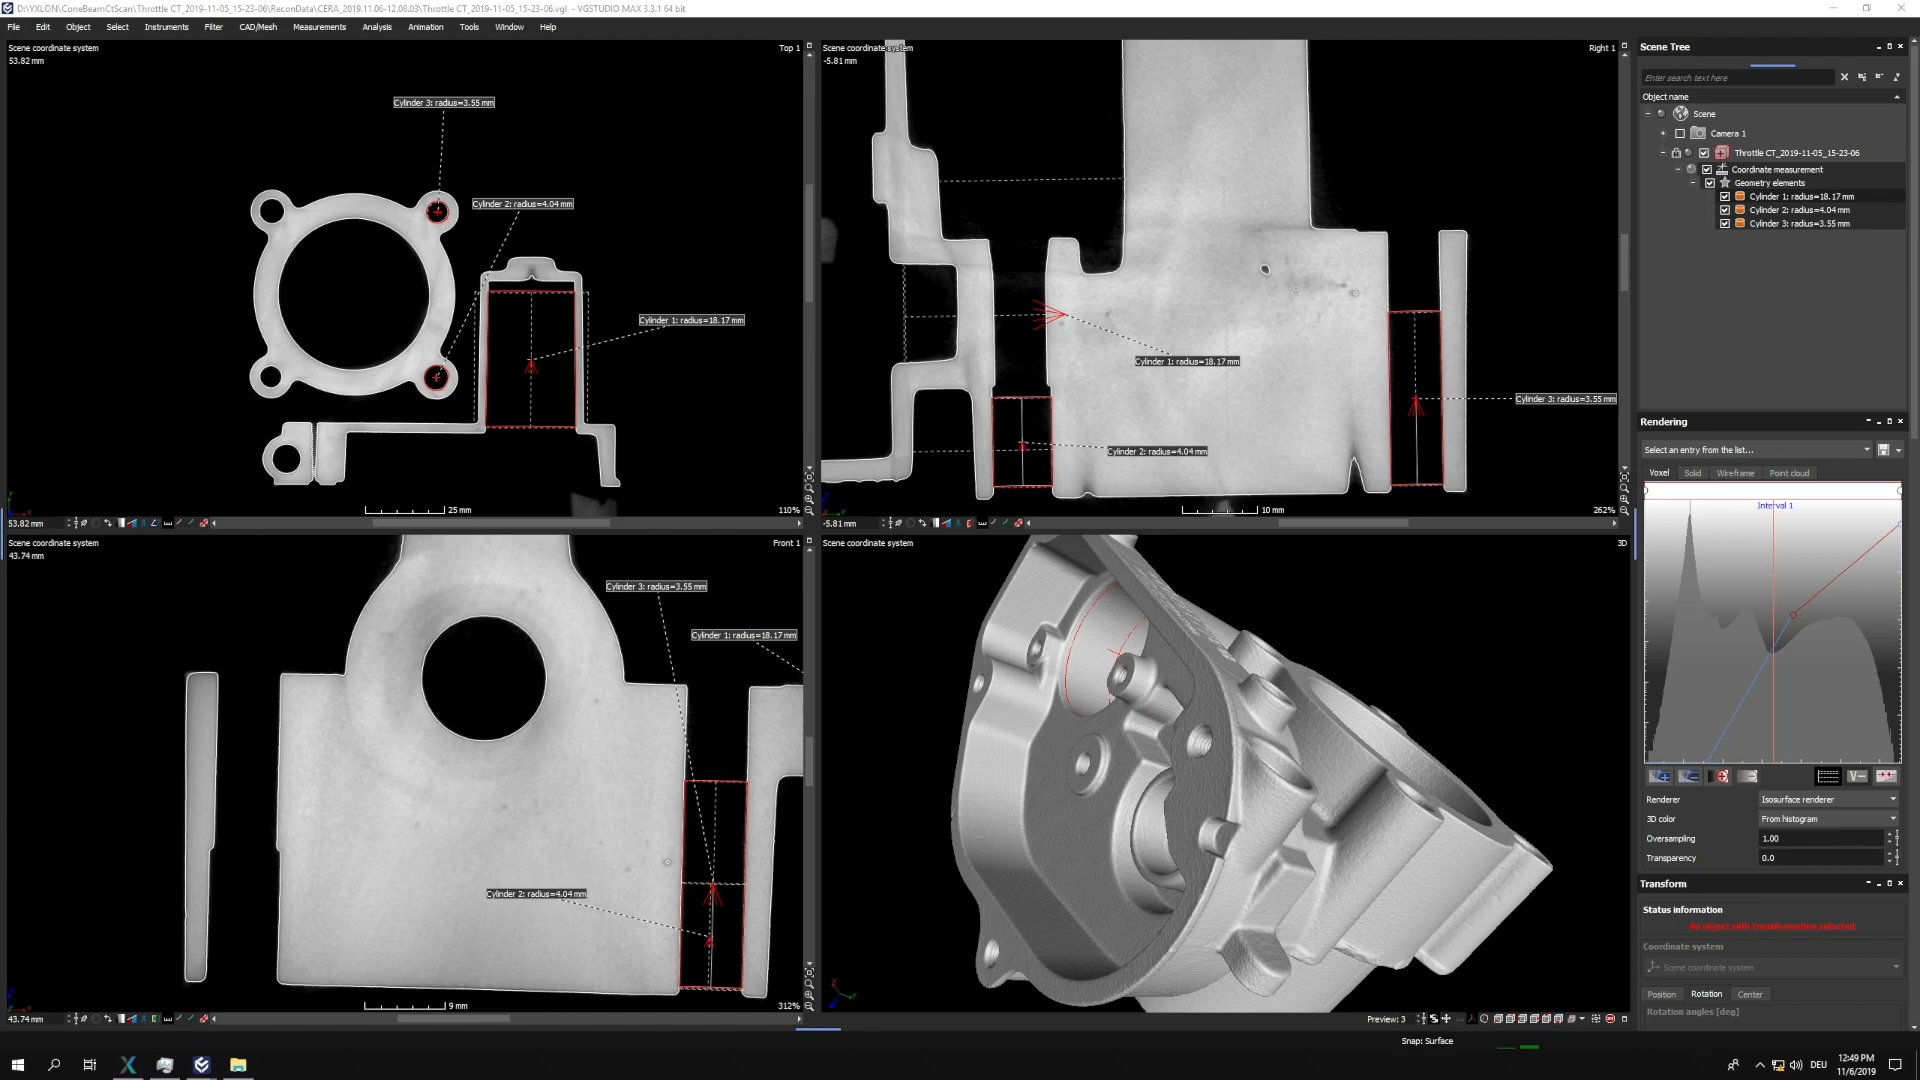 D:\YXLON\ConeBeamCtScan\Throttle CT_2019-11-05_15-23-06\ReconData\CERA_2019.11.06-12.08.03\Throttle CT_2019-11-05_15-23-06.vgl - VGSTUDIO MAX 3.3.1 64 bit
File Edit Object Select Instruments Filter CAD/Mesh Measurements Analysis Animation Tools Window Help
Scene coordinate system
Top 1
53.82 mm
Cylinder 3: radius=3.55 mm
Cylinder 2: radius=4.04 mm
Cylinder 1: radius=18.17 mm
25 mm
110%
53.82 mm
Scene coordinate system
Right 1
-5.81 mm
Cylinder 1: radius=18.17 mm
Cylinder 3: radius=3.55 mm
Cylinder 2: radius=4.04 mm
10 mm
262%
-5.81 mm
Scene coordinate system
Front 1
43.74 mm
Cylinder 3: radius=3.55 mm
Cylinder 1: radius=18.17 mm
Cylinder 2: radius=4.04 mm
9 mm
312%
43.74 mm
Scene coordinate system
3D
Preview: 3
Snap: Surface
Scene Tree
Enter search text here
Object name
Scene
Camera 1
Throttle CT_2019-11-05_15-23-06
Coordinate measurement
Geometry elements
Cylinder 1: radius=18.17 mm
Cylinder 2: radius=4.04 mm
Cylinder 3: radius=3.55 mm
Rendering
Select an entry from the list...
Voxel Solid Wireframe Point cloud
Interval 1
Renderer Isosurface renderer
3D color From histogram
Oversampling 1.00
Transparency 0.0
Transform
Status information
No object with transformation selected.
Coordinate system
Scene coordinate system
Position Rotation Center
Rotation angles [deg]
DEU
12:49 PM
11/6/2019